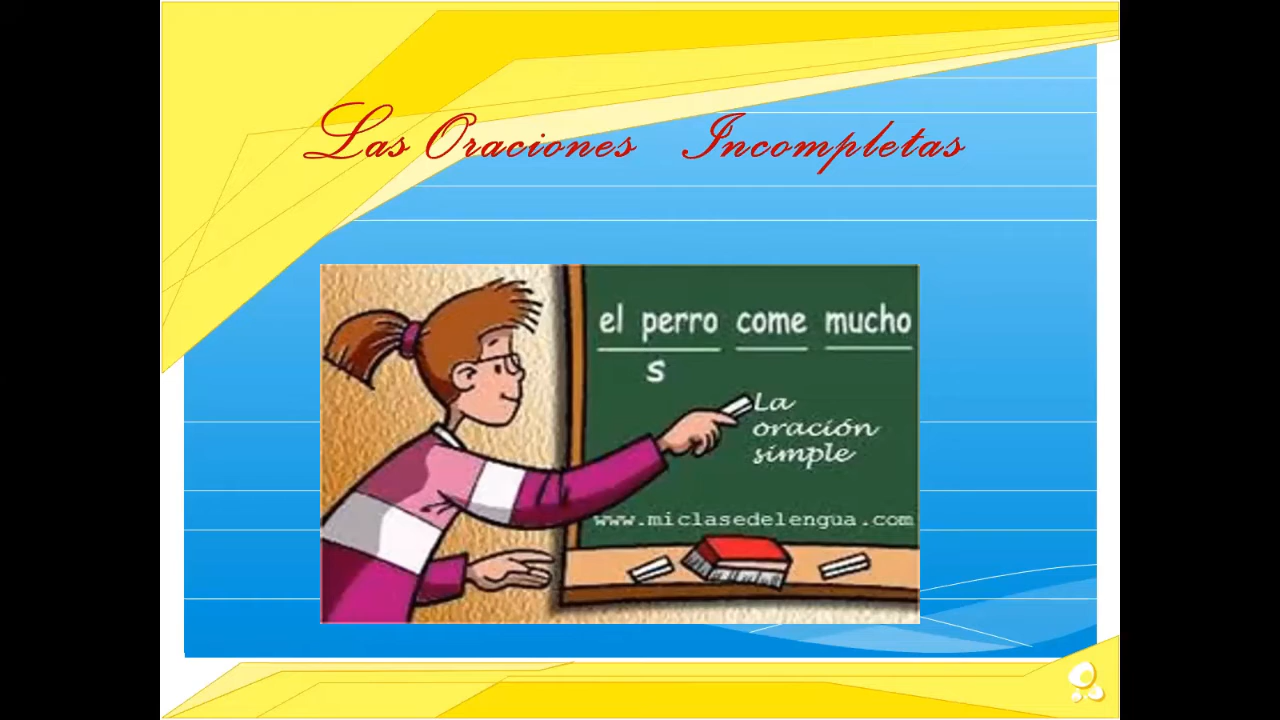 Las Oraciones Incompletas
el perro come mucho
s
La
oración
simple
www.miclasedelengua.com